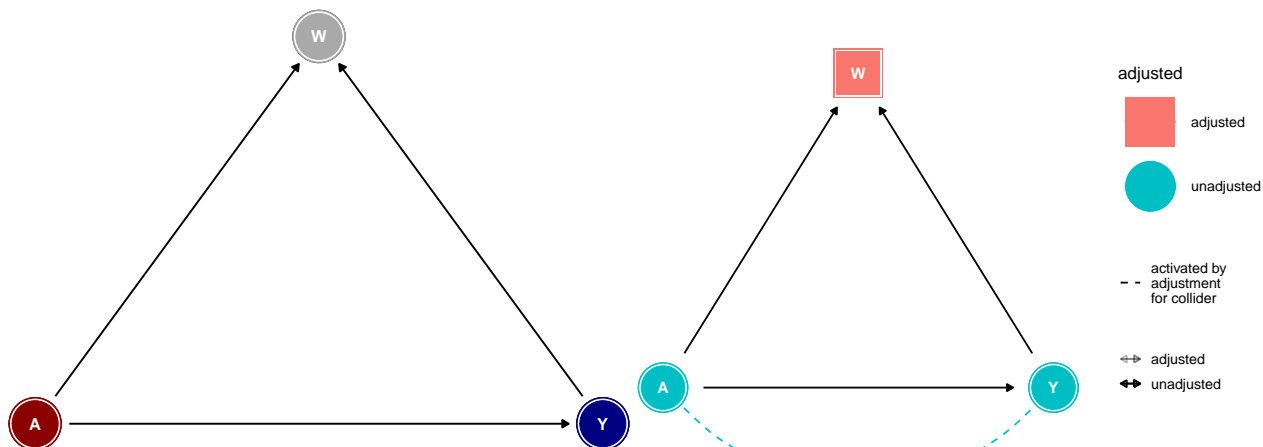 W
A
Y
W
A
Y
adjusted
adjusted
unadjusted
activated by
adjustment
for collider
adjusted
unadjusted